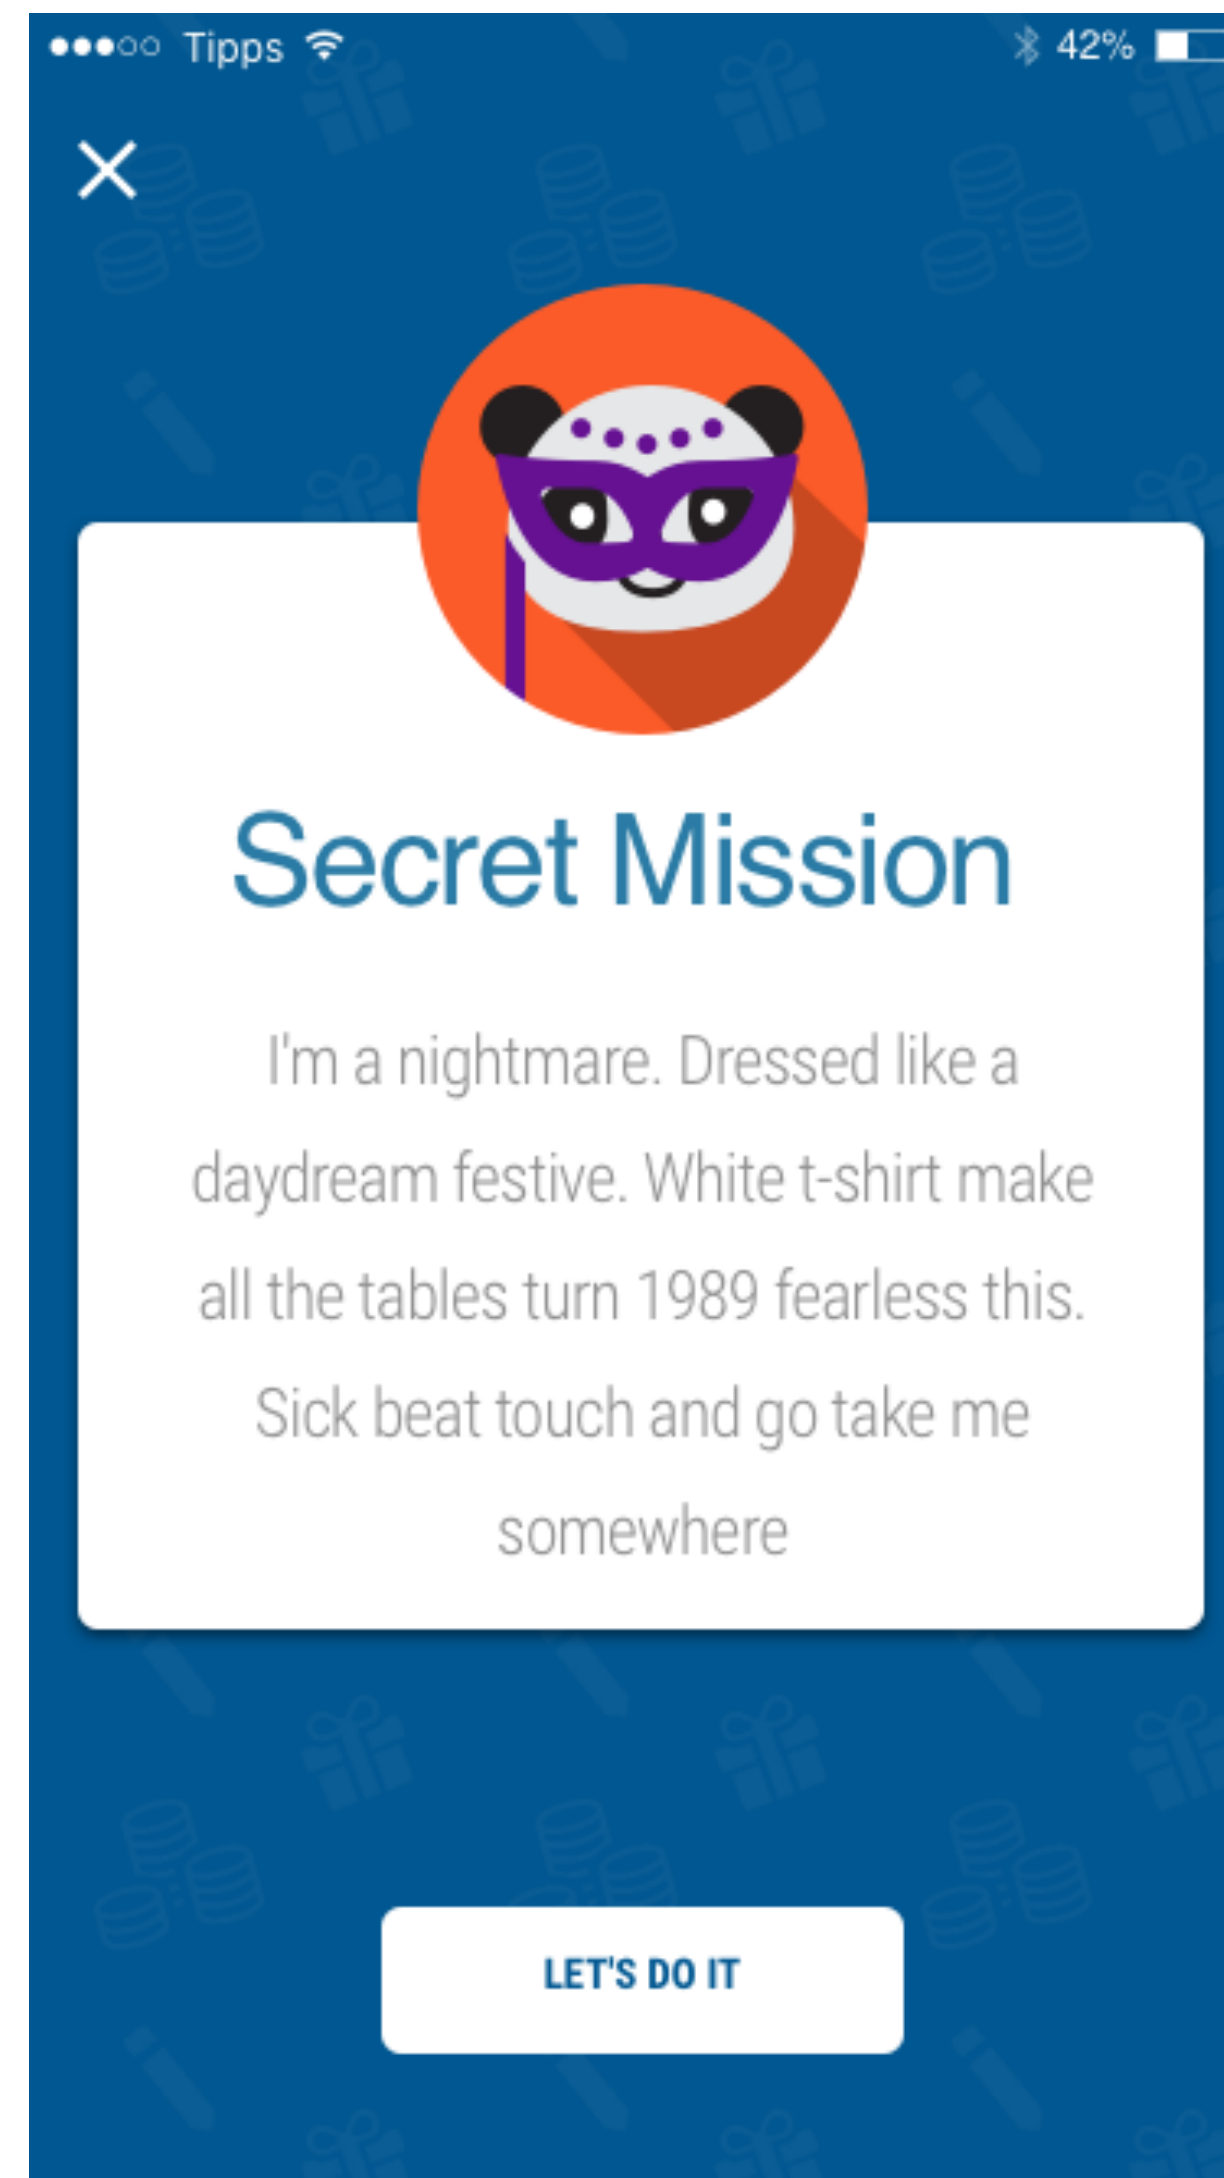 Tipps 42%
Secret Mission
I'm a nightmare. Dressed like a
daydream festive. White t-shirt make
all the tables turn 1989 fearless this.
Sick beat touch and go take me
somewhere
LET'S DO IT